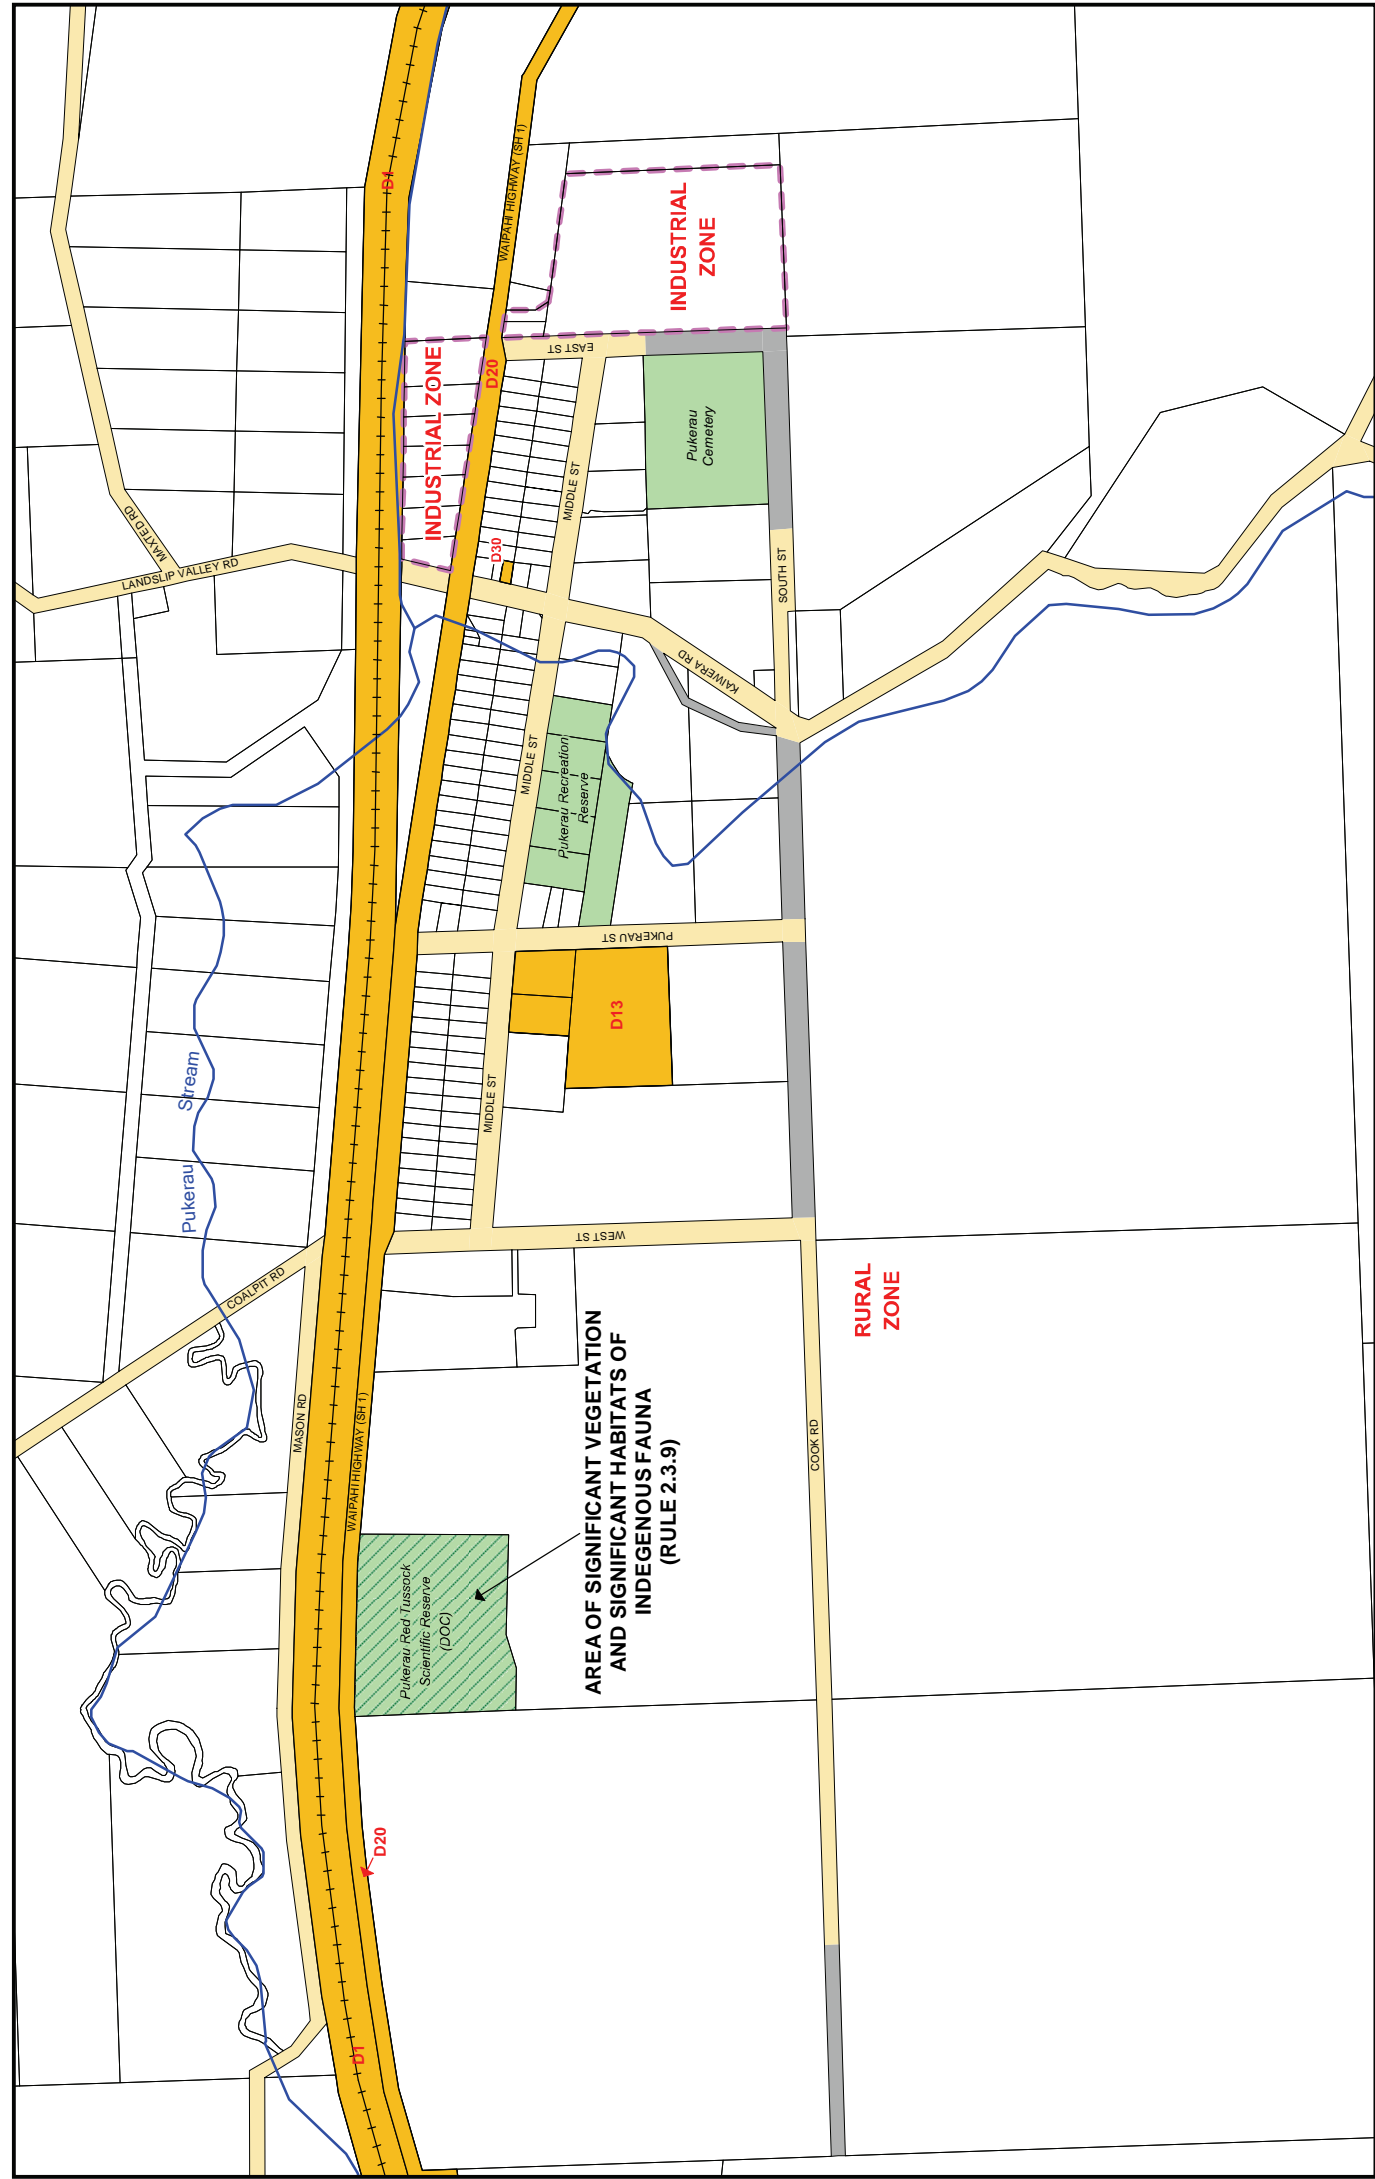 D1
WAIPAHI HIGHWAY (SH 1)
INDUSTRIAL
ZONE
INDUSTRIAL ZONE
D20
EAST ST
Pukerau
Cemetery
MIDDLE ST
D30
SOUTH ST
MAXTED RD
LANDSLIP VALLEY RD
KAIWERA RD
MIDDLE ST
Pukerau Recreation
Reserve
PUKERAU ST
D13
MIDDLE ST
Pukerau Stream
WEST ST
COALPIT RD
RURAL
ZONE
MASON RD
WAIPAHI HIGHWAY (SH 1)
COOK RD
AREA OF SIGNIFICANT VEGETATION
AND SIGNIFICANT HABITATS OF
INDEGENOUS FAUNA
(RULE 2.3.9)
Pukerau Red Tussock
Scientific Reserve
(DOC)
D20
D1